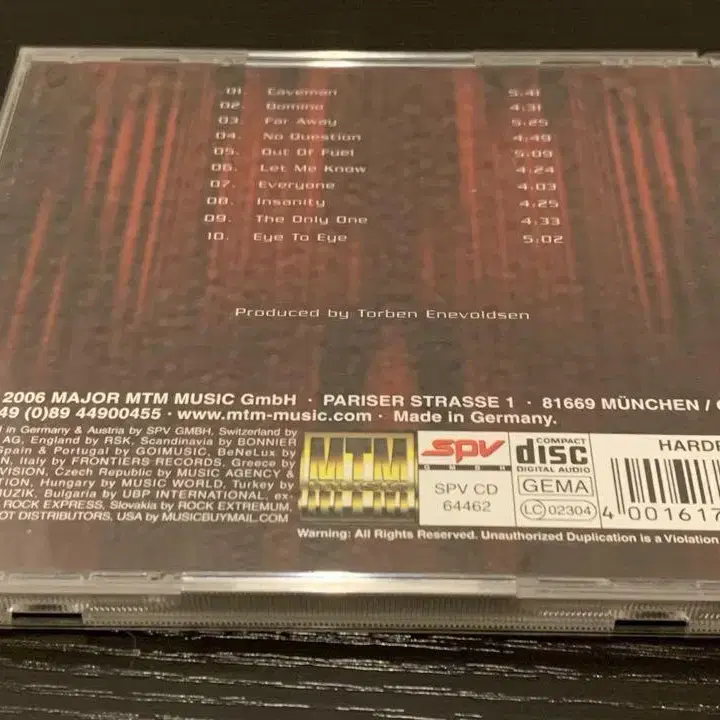 01. Caveman 5:41
02. Domino 4:31
03. Far Away 5:25
04. No Question 4:49
05. Out Of Fuel 5:09
06. Let Me Know 4:24
07. Everyone 4:03
08. Insanity 4:25
09. The Only One 4:33
10. Eye To Eye 5:02
Produced by Torben Enevoldsen
2006 MAJOR MTM MUSIC GmbH · PARISER STRASSE 1 · 81669 MÜNCHEN /
49 (0)89 44900455 · www.mtm-music.com · Made in Germany.
in Germany & Austria by SPV GMBH, Switzerland by
AG, England by RSK, Scandinavia by BONNIER
Spain & Portugal by GOIMUSIC, BeNeLux by
Italy by FRONTIERS RECORDS, Greece by
VISION, Czech Republic by MUSIC AGENCY &
TION, Hungary by MUSIC WORLD, Turkey by
MUZIK, Bulgaria by UBP INTERNATIONAL, ex-
ROCK EXPRESS, Slovakia by ROCK EXTREMUM,
OT DISTRIBUTORS, USA by MUSICBUYMAIL.COM
MTM
MUSIC
spv
GMBH
SPV CD
64462
COMPACT
disc
DIGITAL AUDIO
GEMA
LC 02304
HARDE
4 001617
Warning: All Rights Reserved. Unauthorized Duplication is a Violation